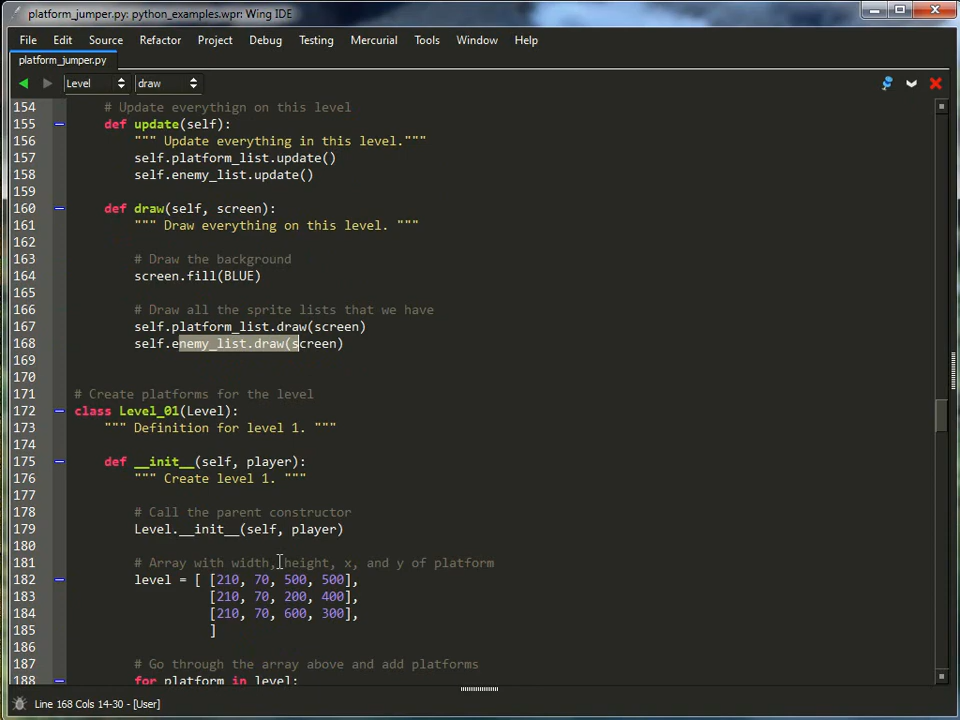 platform_jumper.py: python_examples.wpr: Wing IDE
File Edit Source Refactor Project Debug Testing Mercurial Tools Window Help
platform_jumper.py
Level draw
154 # Update everythign on this level
155 def update(self):
156 """ Update everything in this level."""
157 self.platform_list.update()
158 self.enemy_list.update()
159
160 def draw(self, screen):
161 """ Draw everything on this level. """
162
163 # Draw the background
164 screen.fill(BLUE)
165
166 # Draw all the sprite lists that we have
167 self.platform_list.draw(screen)
168 self.enemy_list.draw(screen)
169
170
171 # Create platforms for the level
172 class Level_01(Level):
173 """ Definition for level 1. """
174
175 def __init__(self, player):
176 """ Create level 1. """
177
178 # Call the parent constructor
179 Level.__init__(self, player)
180
181 # Array with width, height, x, and y of platform
182 level = [ [210, 70, 500, 500],
183 [210, 70, 200, 400],
184 [210, 70, 600, 300],
185 ]
186
187 # Go through the array above and add platforms
188 for platform in level:
Line 168 Cols 14-30 - [User]